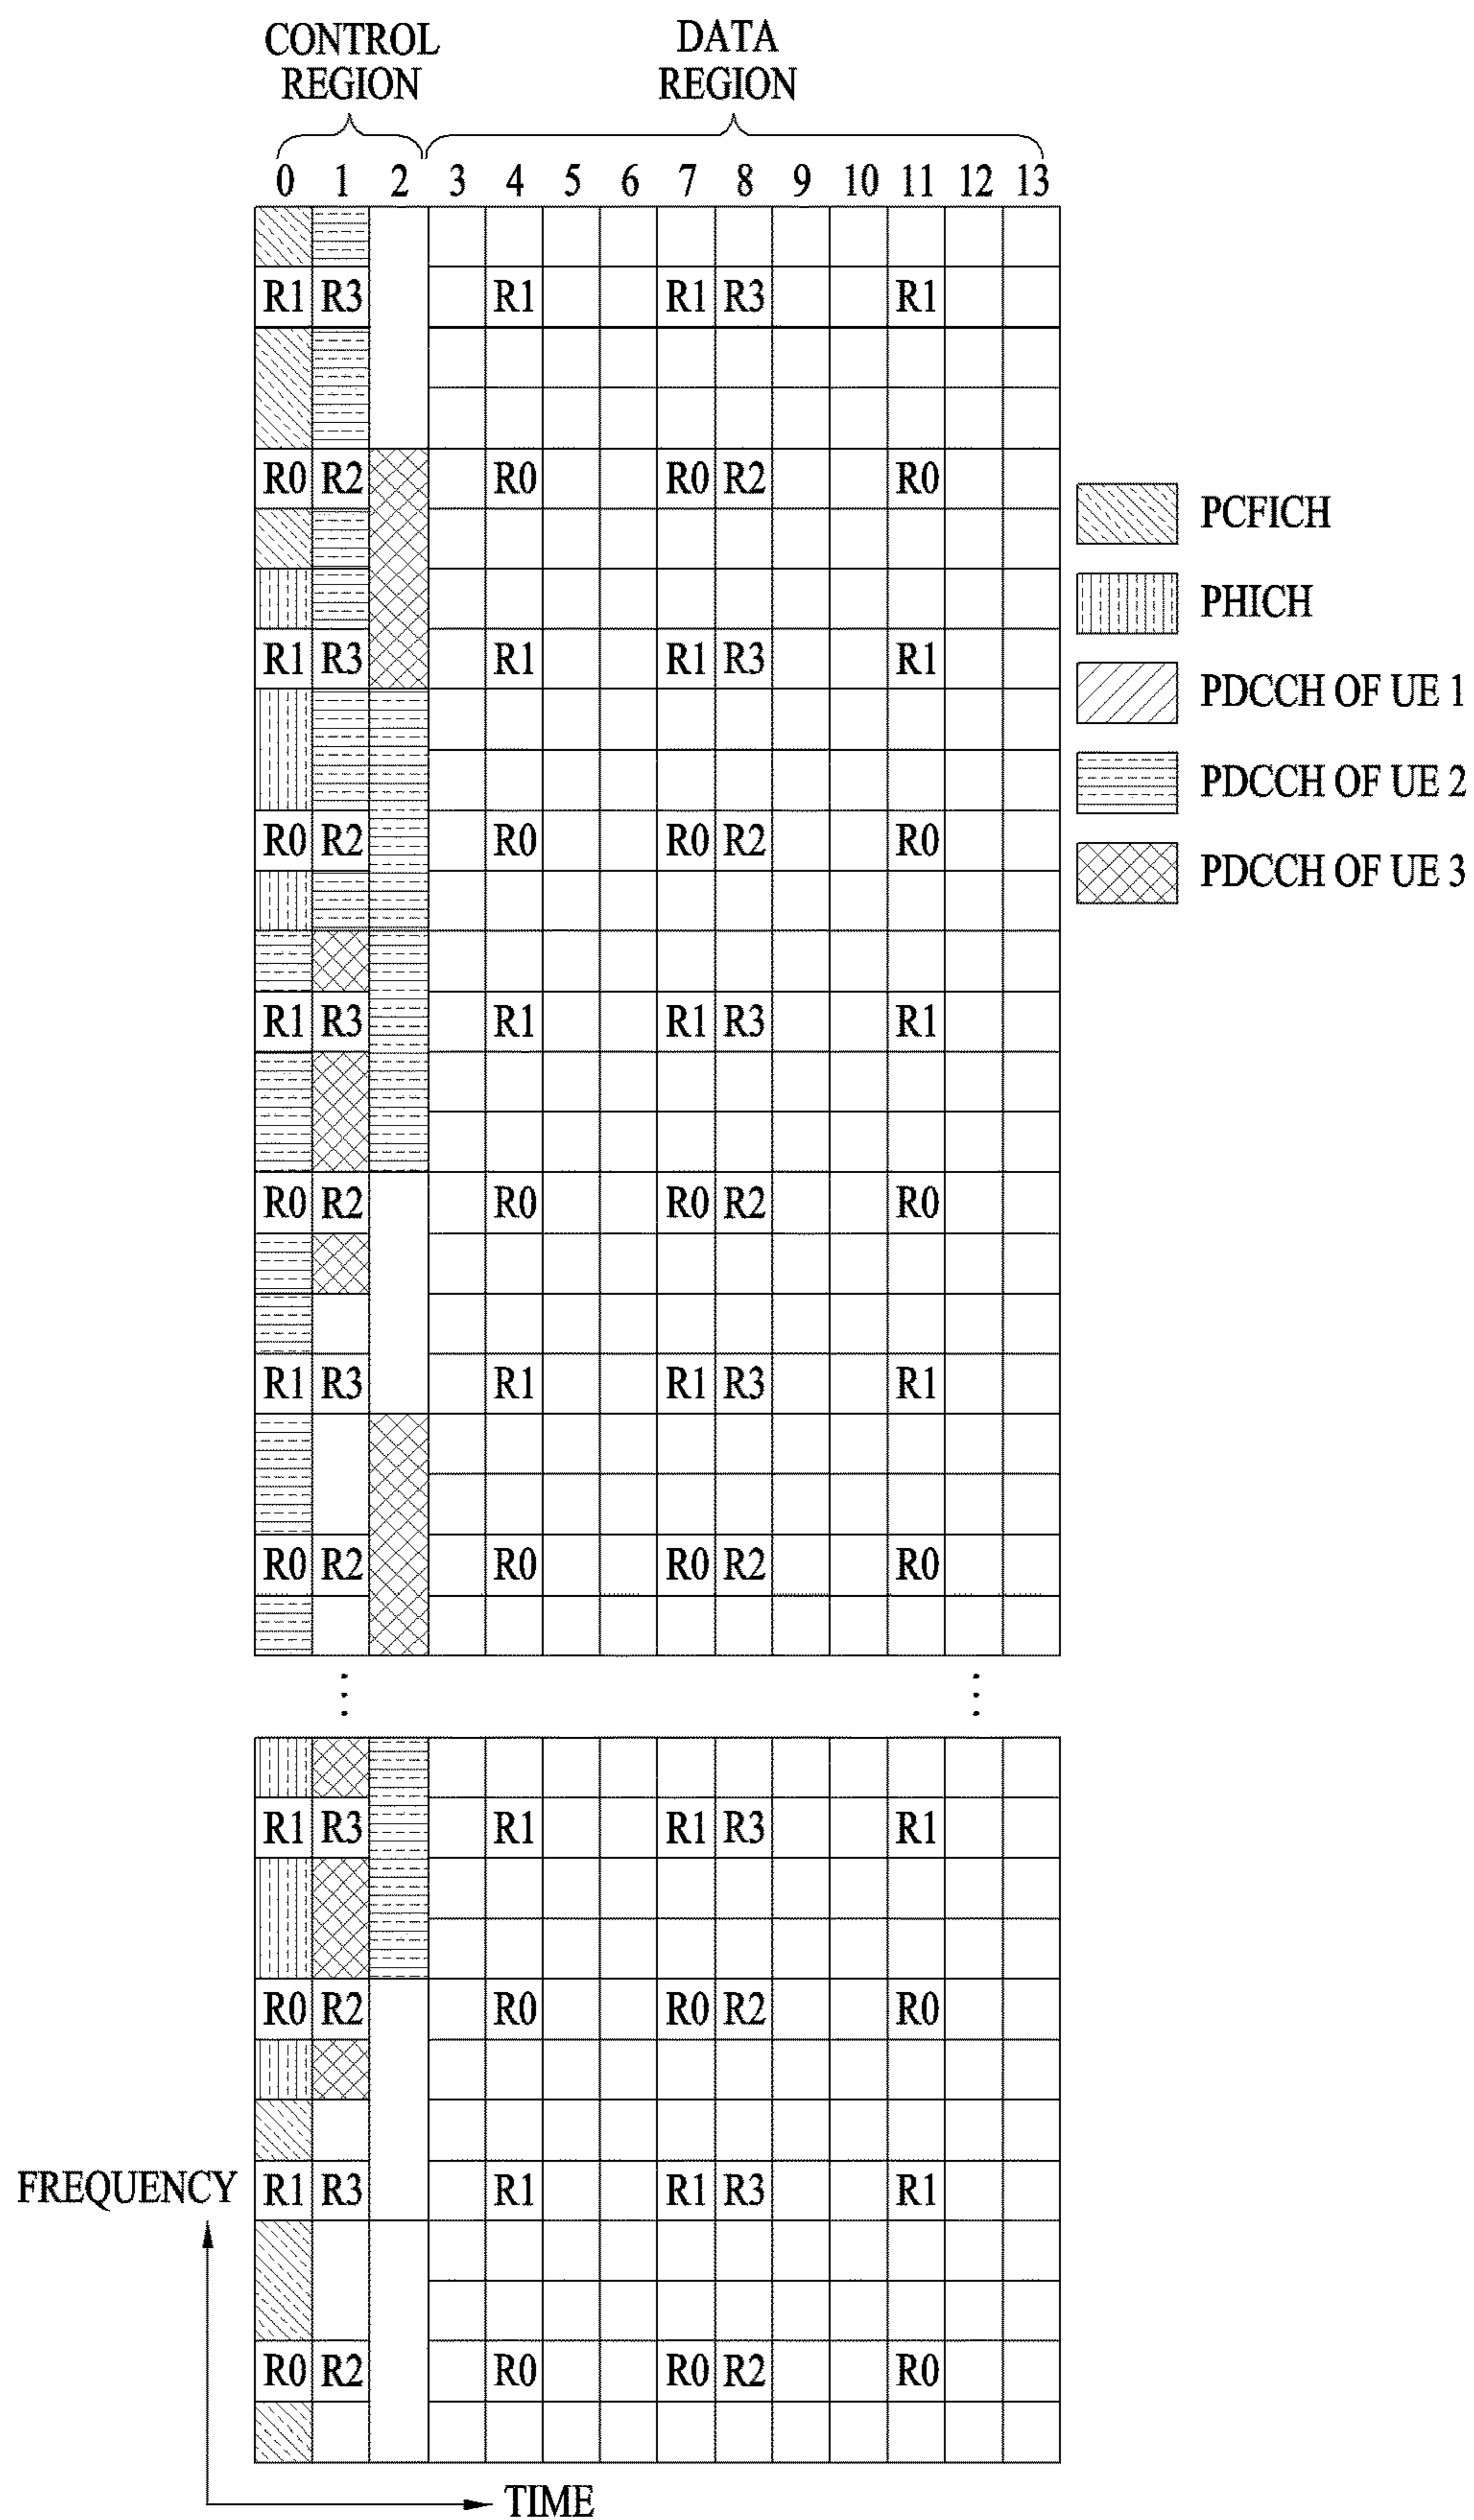 CONTROL REGION
DATA REGION
0 1 2 3 4 5 6 7 8 9 10 11 12 13
R1 R3 R1 R1 R3 R1
R0 R2 R0 R0 R2 R0
PCFICH
PHICH
R1 R3 R1 R1 R3 R1
PDCCH OF UE 1
PDCCH OF UE 2
R0 R2 R0 R0 R2 R0
PDCCH OF UE 3
R1 R3 R1 R1 R3 R1
R0 R2 R0 R0 R2 R0
R1 R3 R1 R1 R3 R1
R0 R2 R0 R0 R2 R0
R1 R3 R1 R1 R3 R1
R0 R2 R0 R0 R2 R0
FREQUENCY R1 R3 R1 R1 R3 R1
R0 R2 R0 R0 R2 R0
TIME